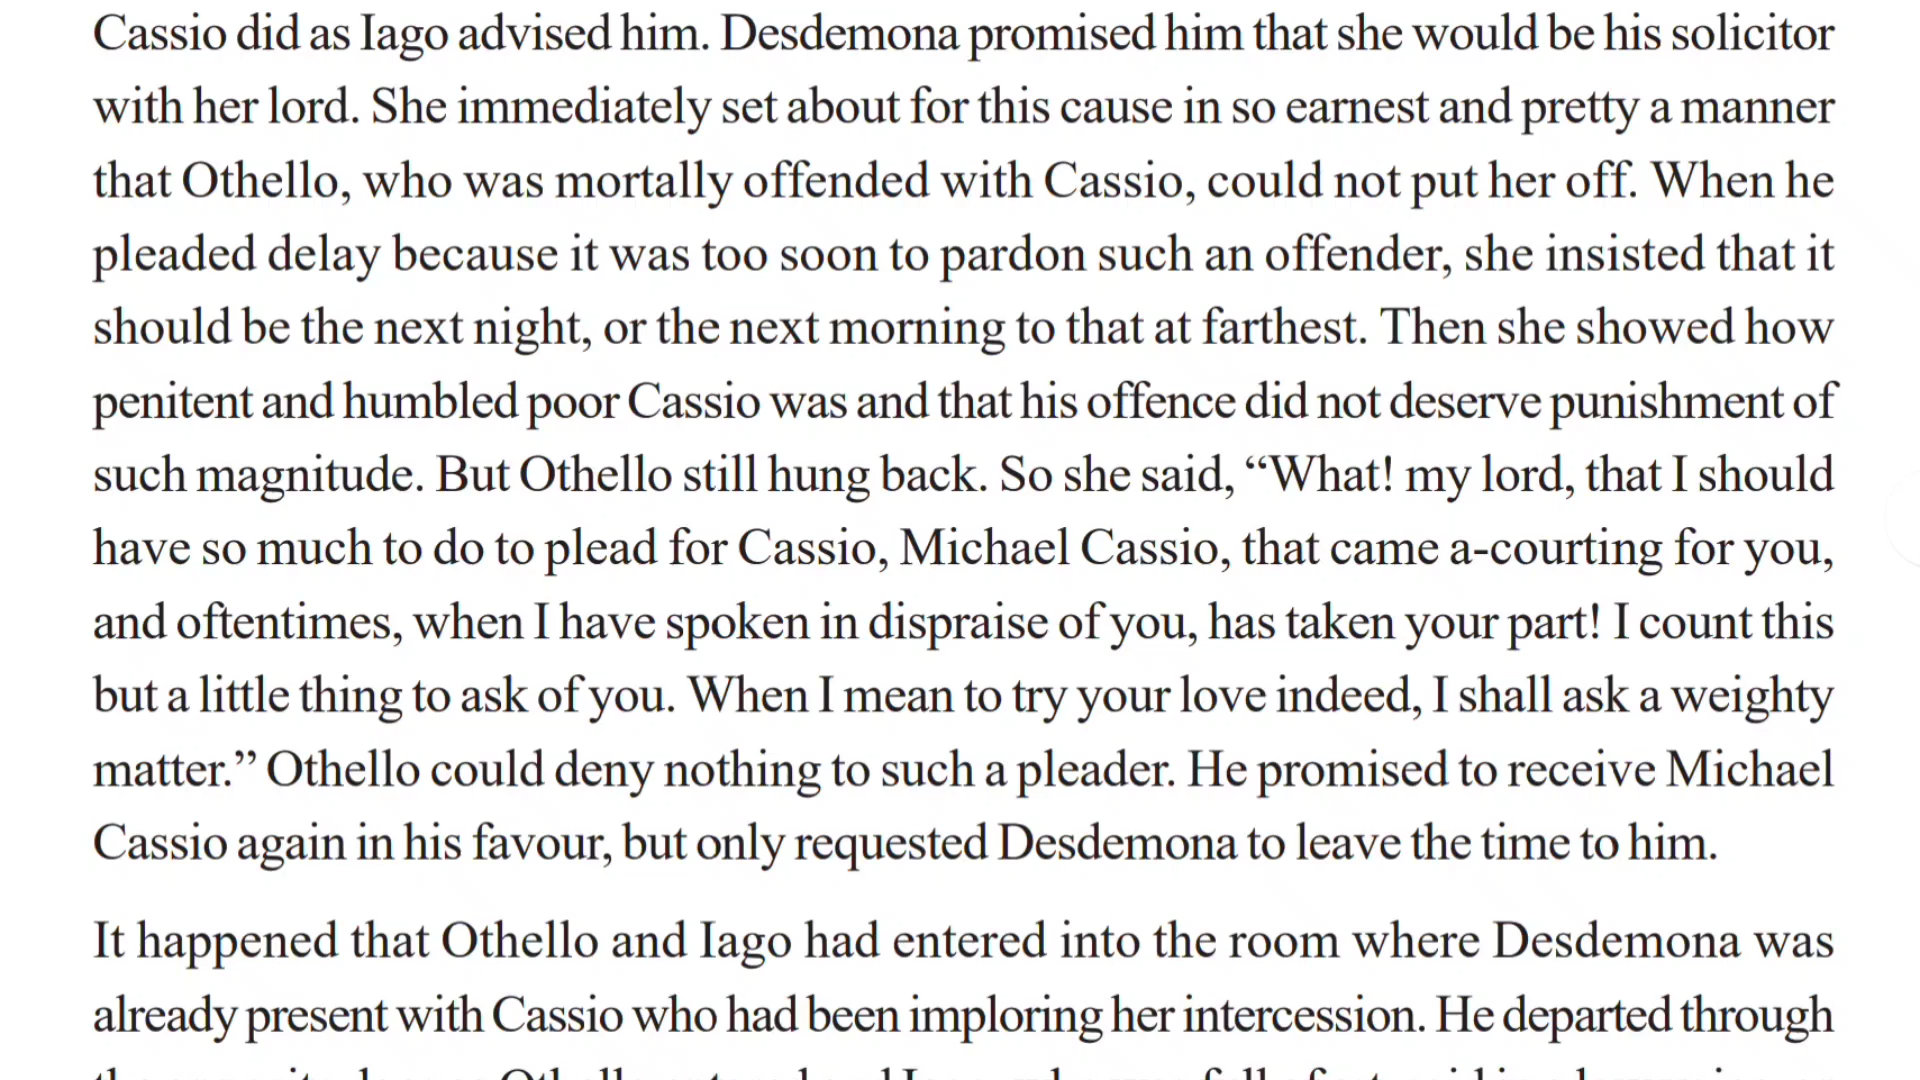 Cassio did as Iago advised him. Desdemona promised him that she would be his solicitor
with her lord. She immediately set about for this cause in so earnest and pretty a manner
that Othello, who was mortally offended with Cassio, could not put her off. When he
pleaded delay because it was too soon to pardon such an offender, she insisted that it
should be the next night, or the next morning to that at farthest. Then she showed how
penitent and humbled poor Cassio was and that his offence did not deserve punishment of
such magnitude. But Othello still hung back. So she said, “What! my lord, that I should
have so much to do to plead for Cassio, Michael Cassio, that came a-courting for you,
and oftentimes, when I have spoken in dispraise of you, has taken your part! I count this
but a little thing to ask of you. When I mean to try your love indeed, I shall ask a weighty
matter.” Othello could deny nothing to such a pleader. He promised to receive Michael
Cassio again in his favour, but only requested Desdemona to leave the time to him.
It happened that Othello and Iago had entered into the room where Desdemona was
already present with Cassio who had been imploring her intercession. He departed through